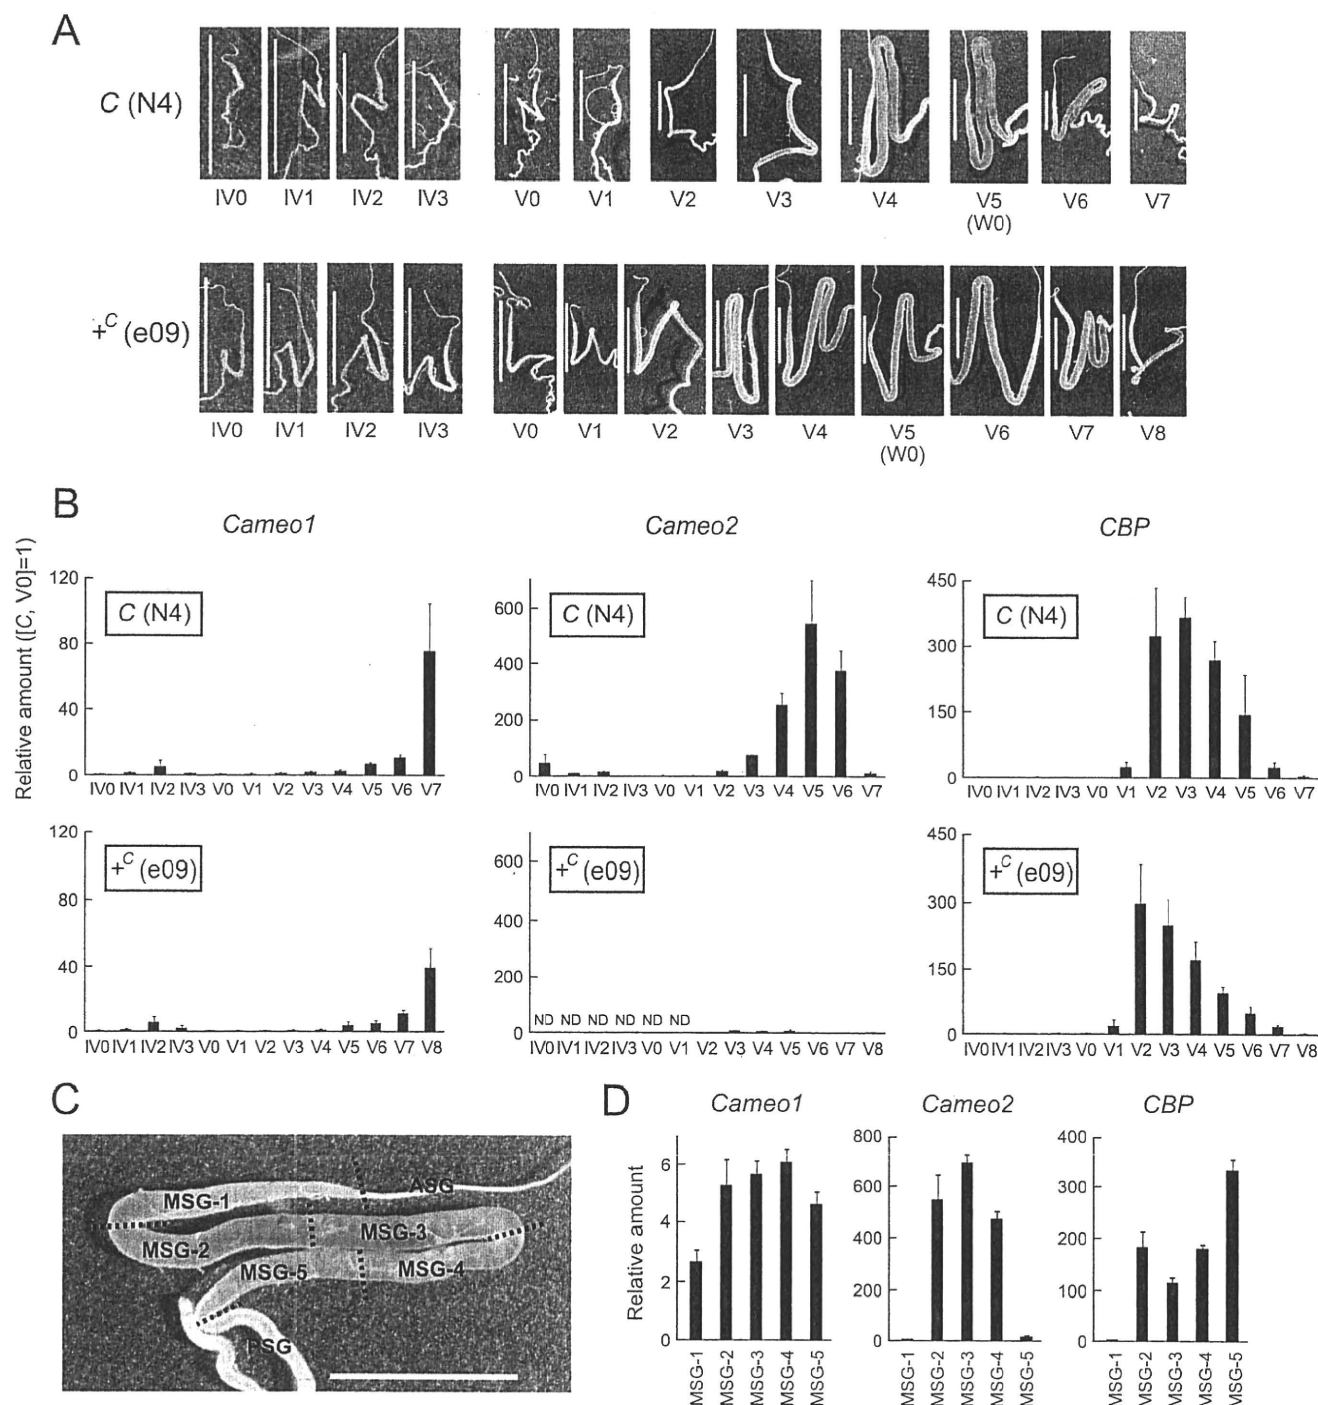 A
C (N4)
IV0 IV1 IV2 IV3 V0 V1 V2 V3 V4 V5 V6 V7
(W0)
+C (e09)
IV0 IV1 IV2 IV3 V0 V1 V2 V3 V4 V5 V6 V7 V8
(W0)
B
Cameo1 Cameo2 CBP
Relative amount ([C, V0]=1)
120
80
40
0
C (N4)
IV0 IV1 IV2 IV3 V0 V1 V2 V3 V4 V5 V6 V7
600
400
200
0
C (N4)
IV0 IV1 IV2 IV3 V0 V1 V2 V3 V4 V5 V6 V7
450
300
150
0
C (N4)
IV0 IV1 IV2 IV3 V0 V1 V2 V3 V4 V5 V6 V7
120
80
40
0
+C (e09)
IV0 IV1 IV2 IV3 V0 V1 V2 V3 V4 V5 V6 V7 V8
600
400
200
0
+C (e09)
ND ND ND ND ND ND
IV0 IV1 IV2 IV3 V0 V1 V2 V3 V4 V5 V6 V7 V8
450
300
150
0
+C (e09)
IV0 IV1 IV2 IV3 V0 V1 V2 V3 V4 V5 V6 V7 V8
C
MSG-1
ASG
MSG-2
MSG-3
MSG-5
MSG-4
PSG
D
Cameo1 Cameo2 CBP
Relative amount
6
4
2
0
MSG-1 MSG-2 MSG-3 MSG-4 MSG-5
800
600
400
200
0
MSG-1 MSG-2 MSG-3 MSG-4 MSG-5
400
300
200
100
0
MSG-1 MSG-2 MSG-3 MSG-4 MSG-5